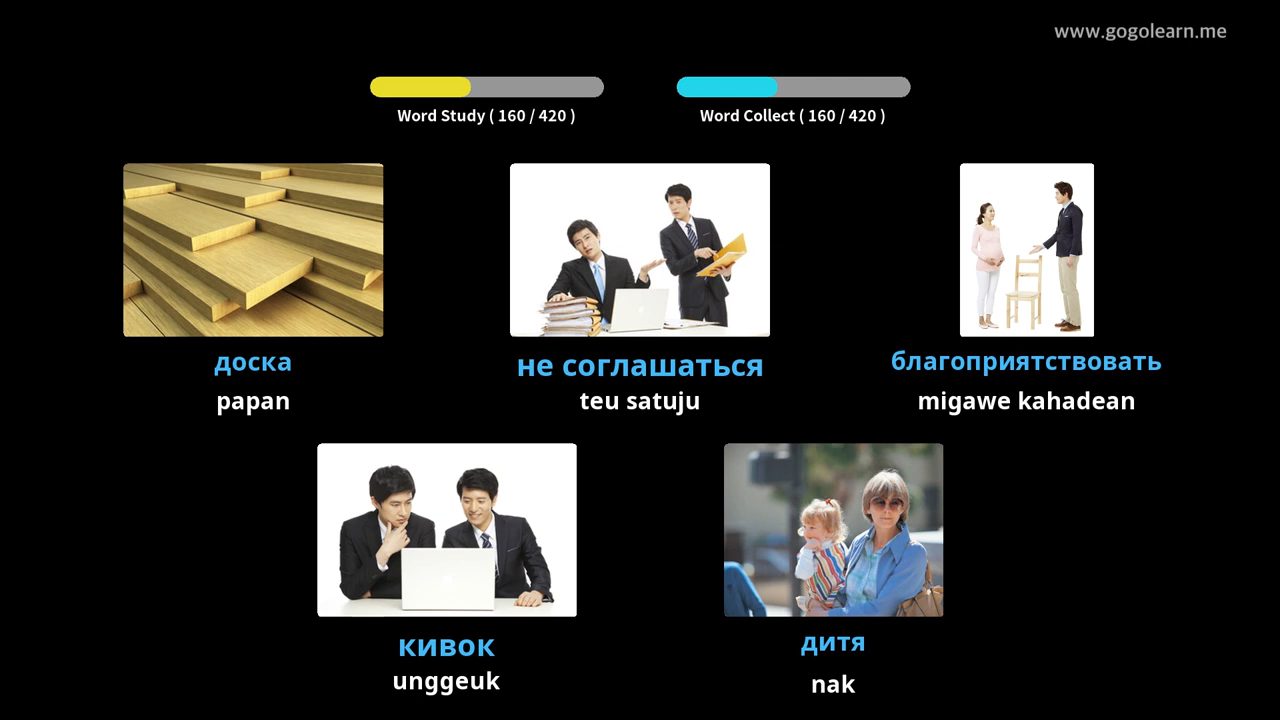 www.gogolearn.me
Word Study ( 160 / 420 )
Word Collect ( 160 / 420 )
доска
papan
не соглашаться
teu satuju
благоприятствовать
migawe kahadean
кивок
unggeuk
дитя
nak